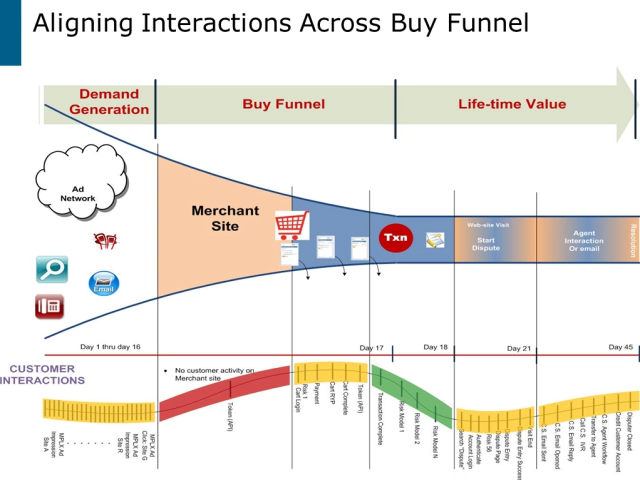 Aligning Interactions Across Buy Funnel
Demand
Generation
Buy Funnel
Life-time Value
Ad
Network
Merchant
Site
Txn
Email
Web-site Visit
Start
Dispute
Agent
Interaction
Or email
Resolution
Day 1 thru day 16
Day 17
Day 18
Day 21
Day 45
CUSTOMER
INTERACTIONS
• No customer activity on
Merchant site
MPLX Ad
Impression
Site A
MPLX Ad
Impression
Site R
MPLX Ad
Click Site G
Token (API)
Cart Login
Risk 1
Payment
Cart RYP
Cart Complete
Token (API)
Transaction Complete
Risk Model 1
Risk Model 2
Risk Model N
Search "Dispute"
Account Login
Authenticate
Risk 56
Dispute Page
Dispute Entry
Dispute Entry Success
C.S. Email Sent
C.S. Email Opened
C.S. Email Reply
Call C.S. IVR
Transfer to Agent
C.S. Agent Workflow
Credit Customer Account
Dispute Closed